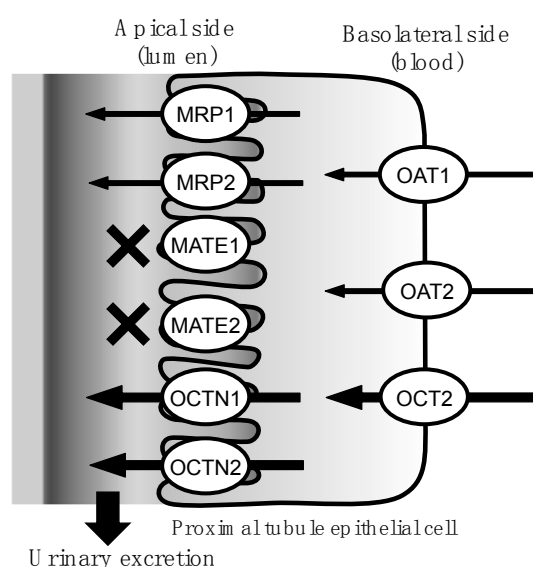 Apical side
(lumen)
Basolateral side
(blood)
MRP1
OAT1
MRP2
MATE1
OAT2
MATE2
OCTN1
OCT2
OCTN2
Proximal tubule epithelial cell
Urinary excretion